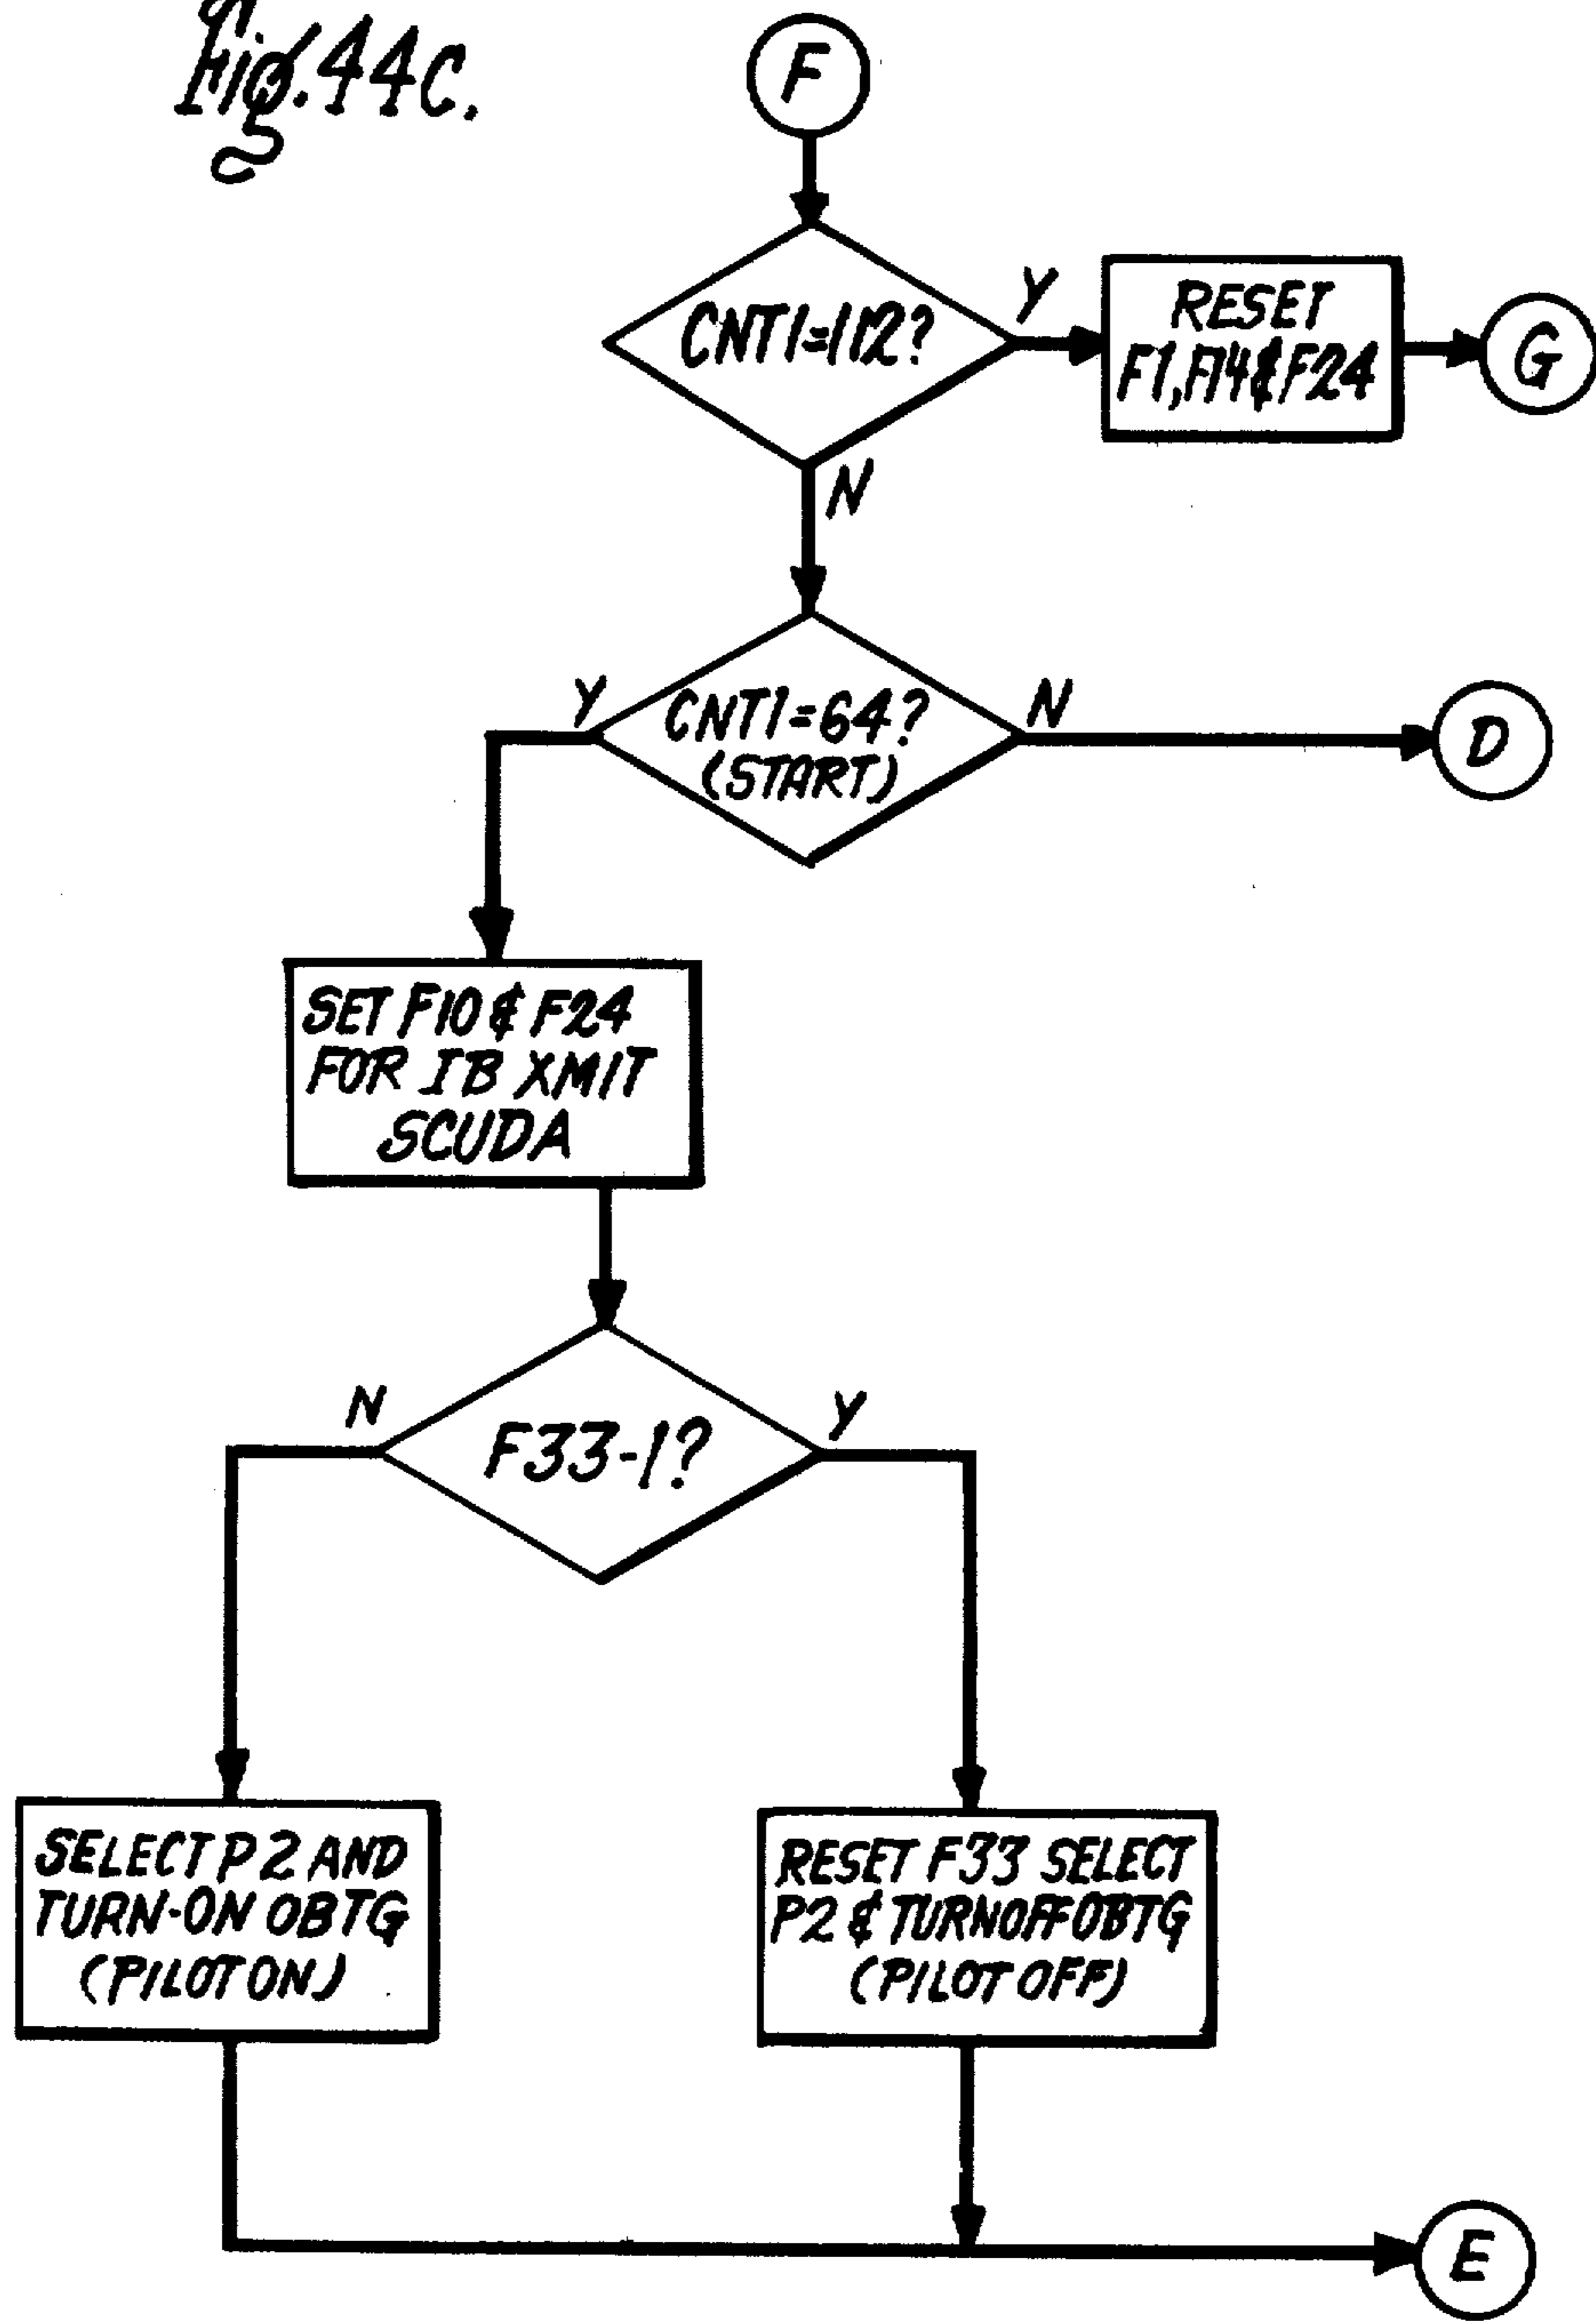 Fig. 44c.
F
CNT1=112?
Y
RESET
F1, F14 & F24
G
N
Y
CNT1=64?
(START)
N
D
SET F10 & F24
FOR IB XMIT
SCUDA
N
F33-1?
Y
SELECT P2 AND
TURN-ON OBTG
(PILOT ON)
RESET F33 SELECT
P2 & TURNOFF OBTG
(PILOT OFF)
E